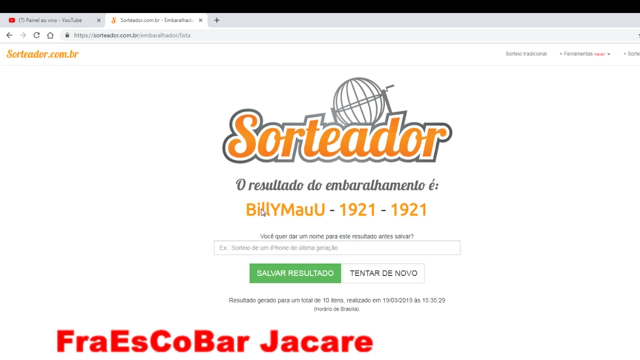 (7) Painel ao vivo - YouTube
Sorteador.com.br - Embaralhado
https://sorteador.com.br/embaralhador/lista
Sorteador.com.br
Sorteio tradicional
+ Ferramentas novo!
+ Sorte
Sorteador
O resultado do embaralhamento é:
BillYMauU - 1921 - 1921
Você quer dar um nome para este resultado antes salvar?
Ex.: Sorteio de um iPhone de última geração
SALVAR RESULTADO
TENTAR DE NOVO
Resultado gerado para um total de 10 itens, realizado em 19/03/2019 às 15:35:29
(Horário de Brasília).
FraEsCoBar Jacare